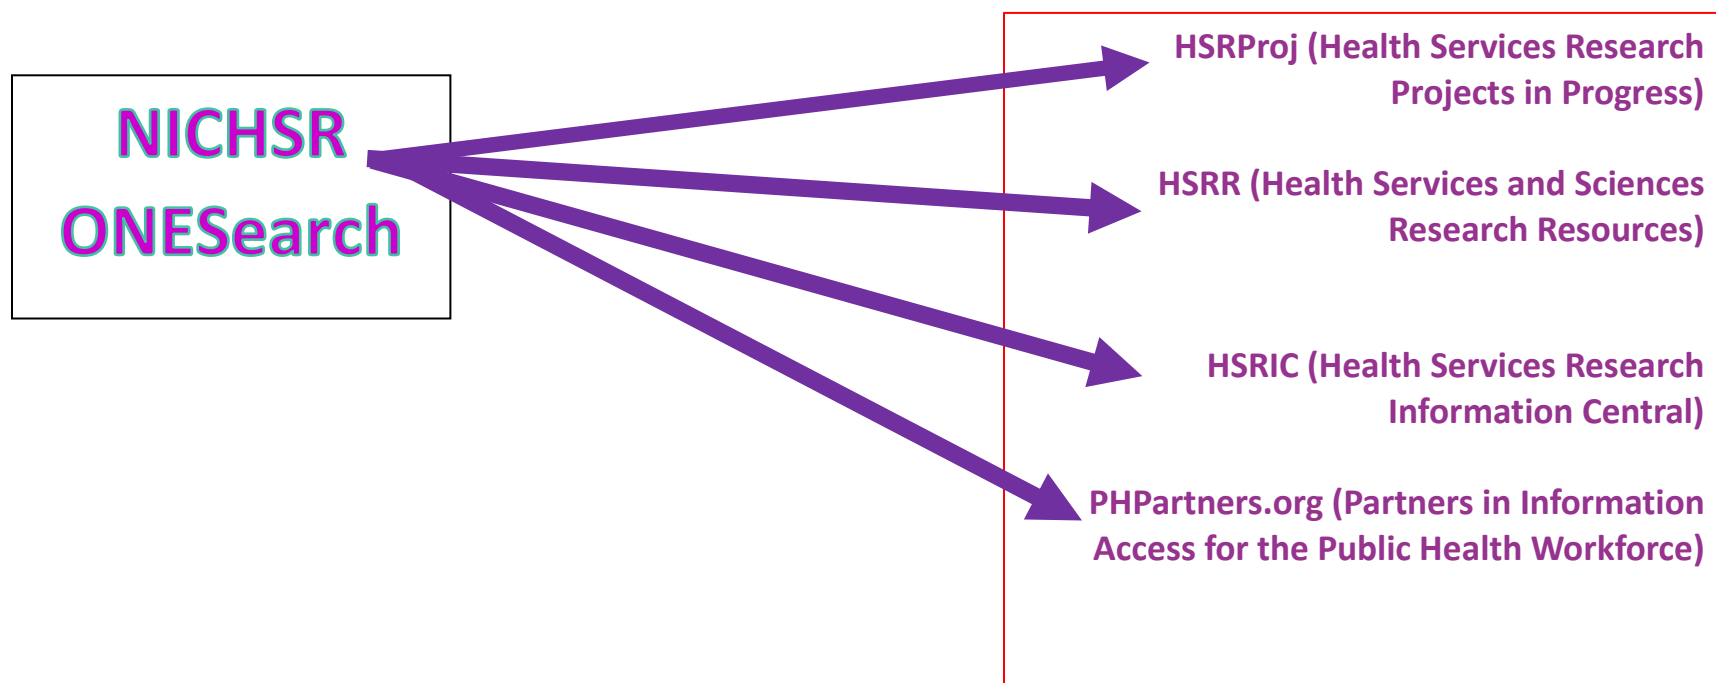 NICHSR
ONESearch
HSRProj (Health Services Research
Projects in Progress)
HSRR (Health Services and Sciences
Research Resources)
HSRIC (Health Services Research
Information Central)
PHPartners.org (Partners in Information
Access for the Public Health Workforce)